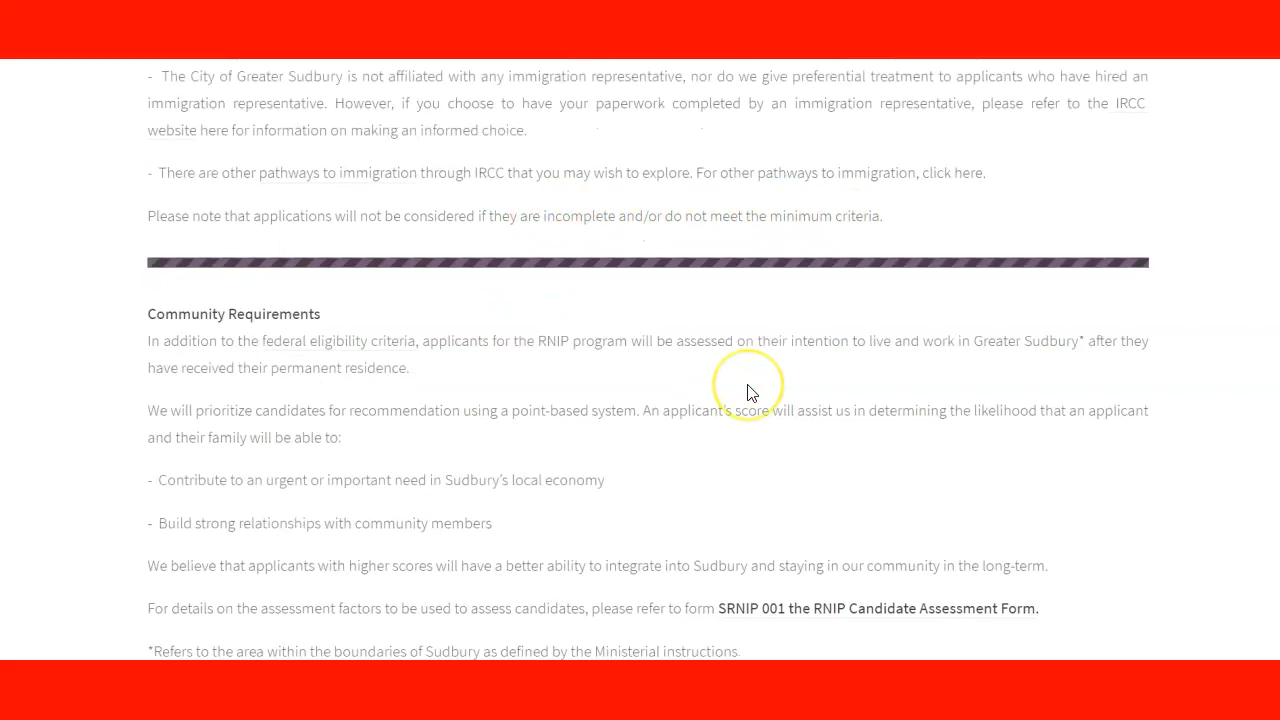 - The City of Greater Sudbury is not affiliated with any immigration representative, nor do we give preferential treatment to applicants who have hired an
immigration representative. However, if you choose to have your paperwork completed by an immigration representative, please refer to the IRCC
website here for information on making an informed choice.
- There are other pathways to immigration through IRCC that you may wish to explore. For other pathways to immigration, click here.
Please note that applications will not be considered if they are incomplete and/or do not meet the minimum criteria.
Community Requirements
In addition to the federal eligibility criteria, applicants for the RNIP program will be assessed on their intention to live and work in Greater Sudbury* after they
have received their permanent residence.
We will prioritize candidates for recommendation using a point-based system. An applicant's score will assist us in determining the likelihood that an applicant
and their family will be able to:
- Contribute to an urgent or important need in Sudbury's local economy
- Build strong relationships with community members
We believe that applicants with higher scores will have a better ability to integrate into Sudbury and staying in our community in the long-term.
For details on the assessment factors to be used to assess candidates, please refer to form SRNIP 001 the RNIP Candidate Assessment Form.
*Refers to the area within the boundaries of Sudbury as defined by the Ministerial instructions.